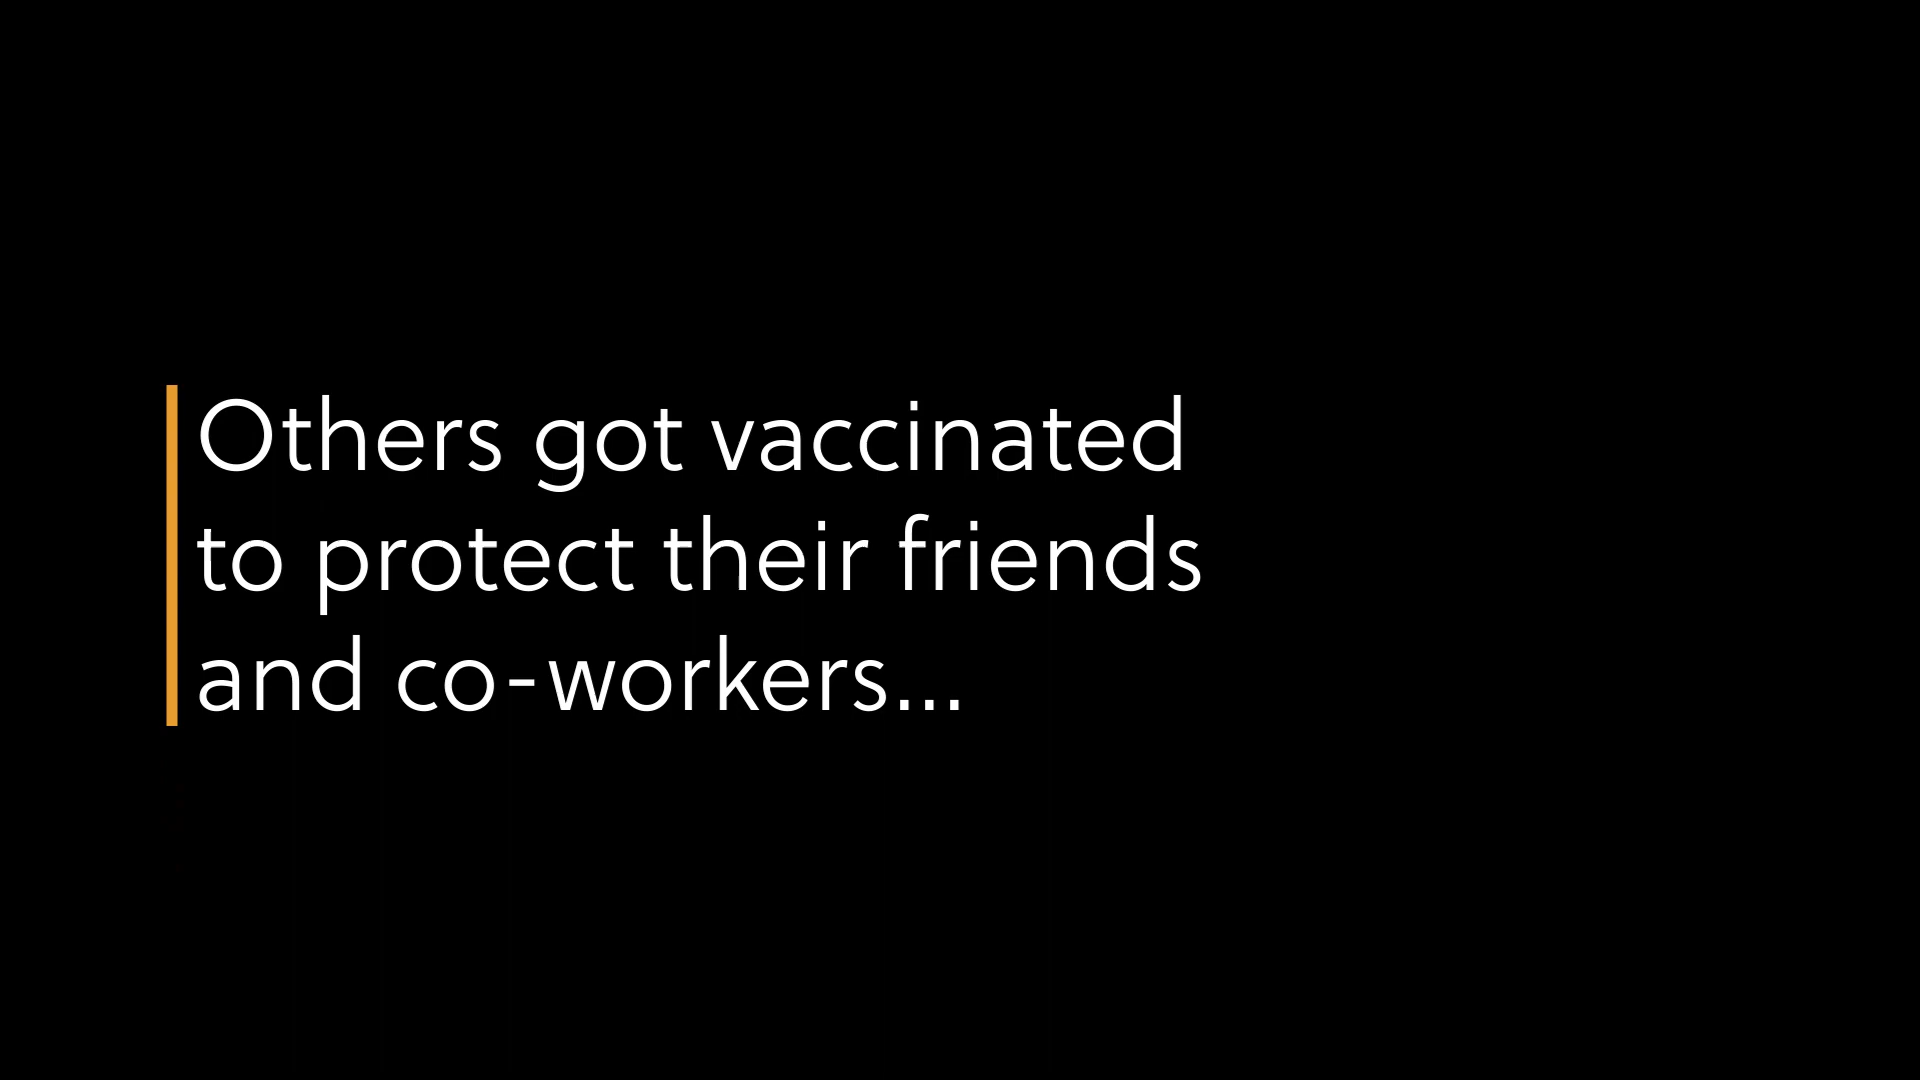 Others got vaccinated
to protect their friends
and co-workers...